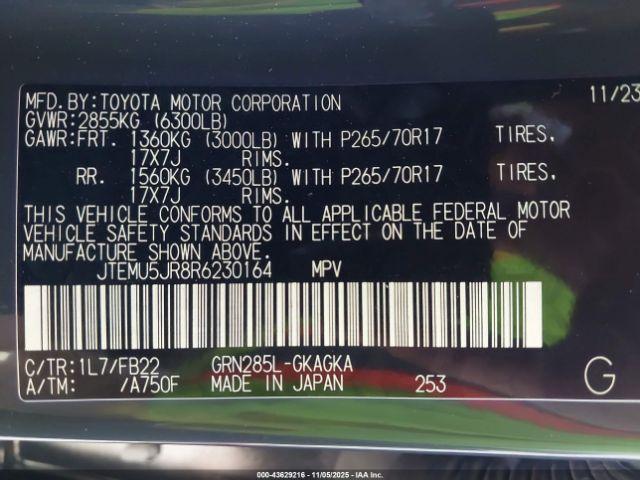 MFD.BY:TOYOTA MOTOR CORPORATION 11/23
GVWR:2855KG (6300LB)
GAWR:FRT. 1360KG (3000LB) WITH P265/70R17 TIRES,
17X7J RIMS.
RR. 1560KG (3450LB) WITH P265/70R17 TIRES,
17X7J RIMS.
THIS VEHICLE CONFORMS TO ALL APPLICABLE FEDERAL MOTOR
VEHICLE SAFETY STANDARDS IN EFFECT ON THE DATE OF
MANUFACTURE SHOWN ABOVE.
JTEMU5JR8R6230164 MPV
C/TR:1L7/FB22 GRN285L-GKAGKA
A/TM: /A750F MADE IN JAPAN 253 G
000-43629216 - 11/05/2025 - IAA Inc.